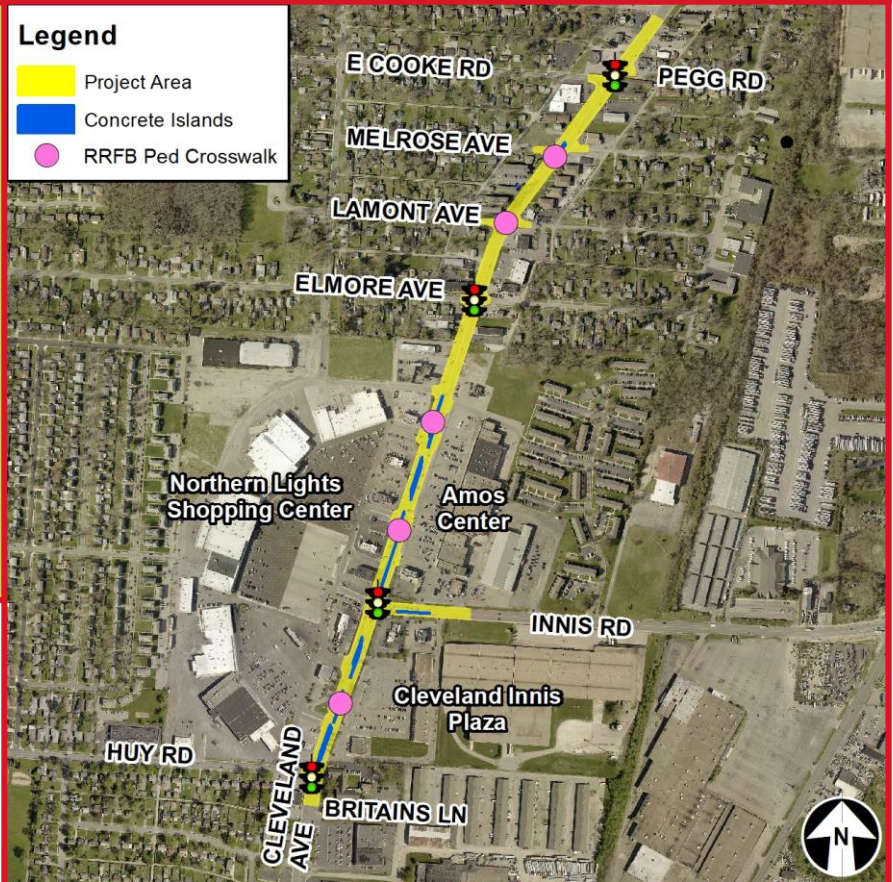 Legend
Project Area
Concrete Islands
RRFB Ped Crosswalk
E COOKE RD
PEGG RD
MELROSE AVE
LAMONT AVE
ELMORE AVE
Northern Lights
Shopping Center
Amos
Center
INNIS RD
Cleveland Innis
Plaza
HUY RD
CLEVELAND
AVE
BRITAINS LN
N